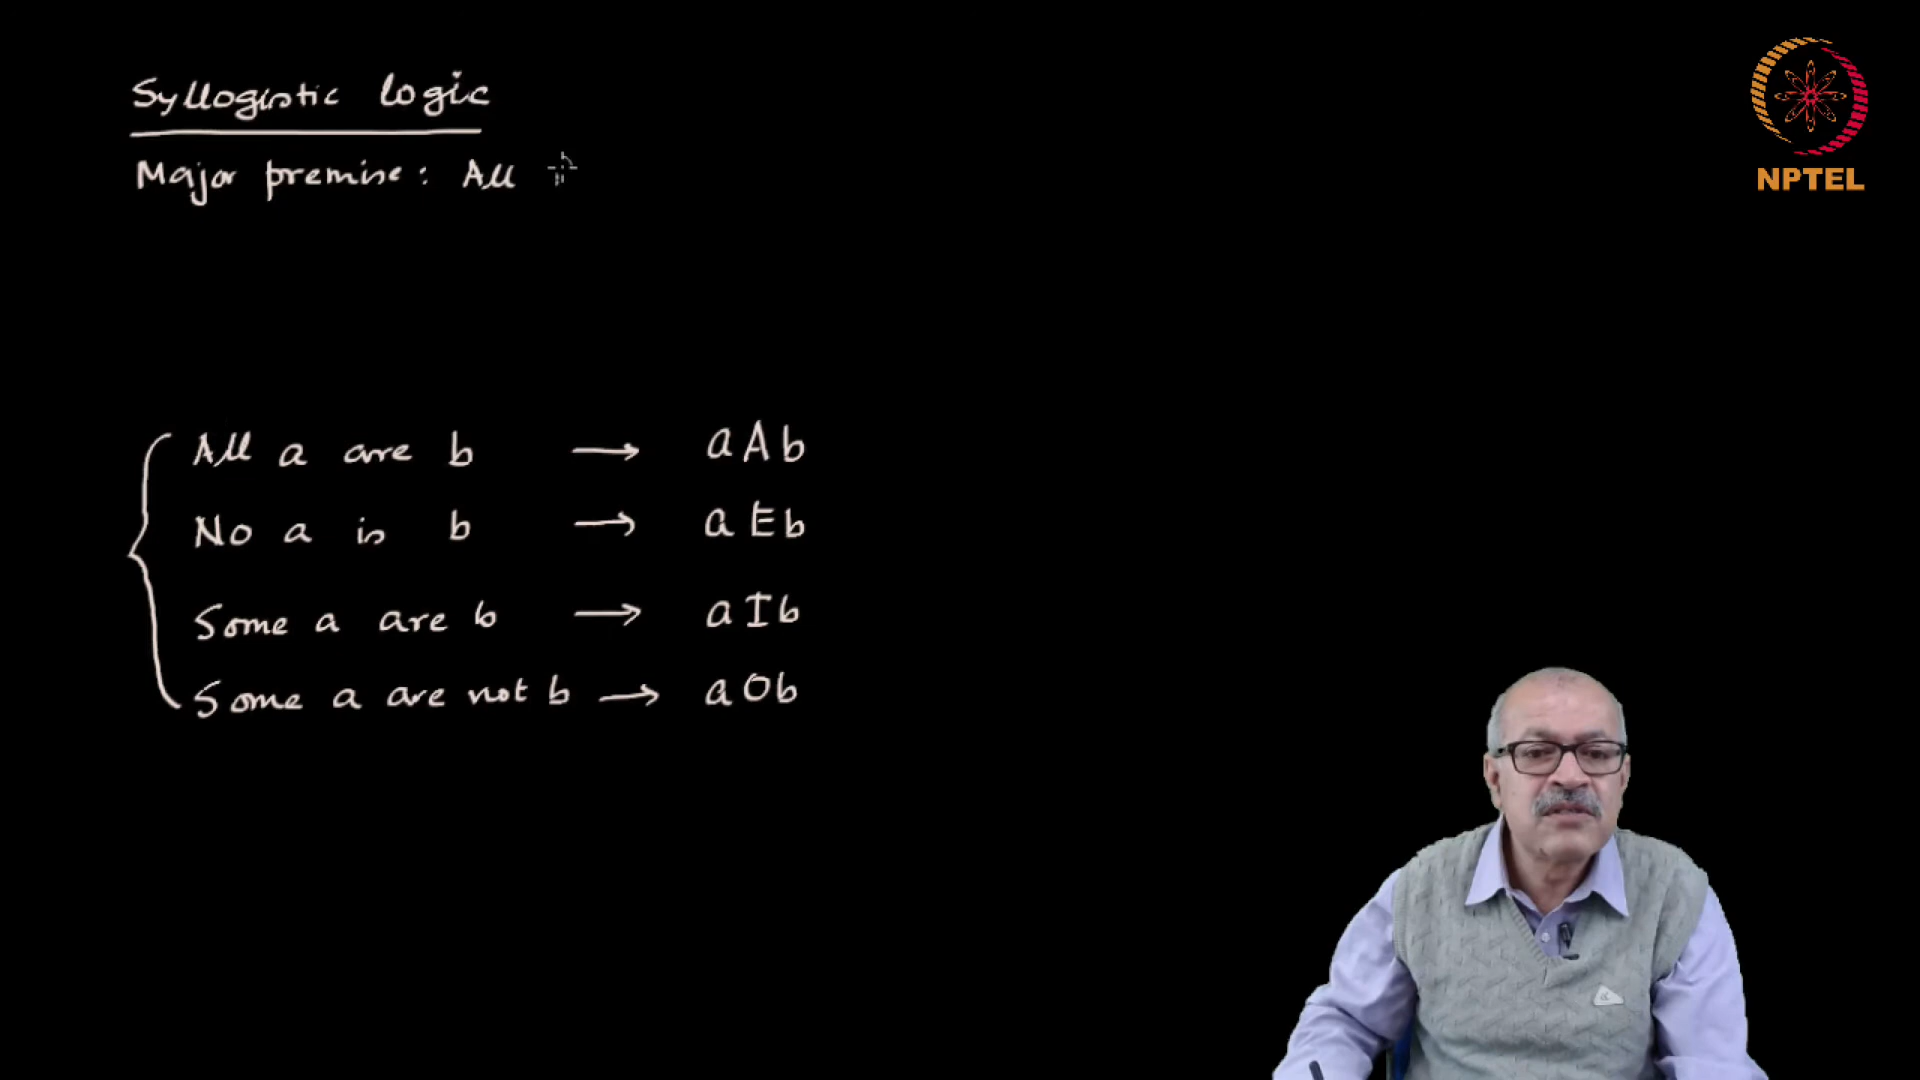 Syllogistic logic
NPTEL
Major premise: All
All a are b → aAb
No a is b → aEb
Some a are b → aIb
Some a are not b → aOb